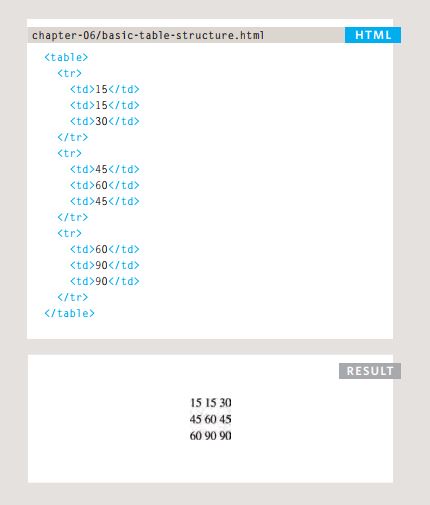 chapter-06/basic-table-structure.html HTML
<table>
<tr>
<td>15</td>
<td>15</td>
<td>30</td>
</tr>
<tr>
<td>45</td>
<td>60</td>
<td>45</td>
</tr>
<tr>
<td>60</td>
<td>90</td>
<td>90</td>
</tr>
</table>
RESULT
15 15 30
45 60 45
60 90 90